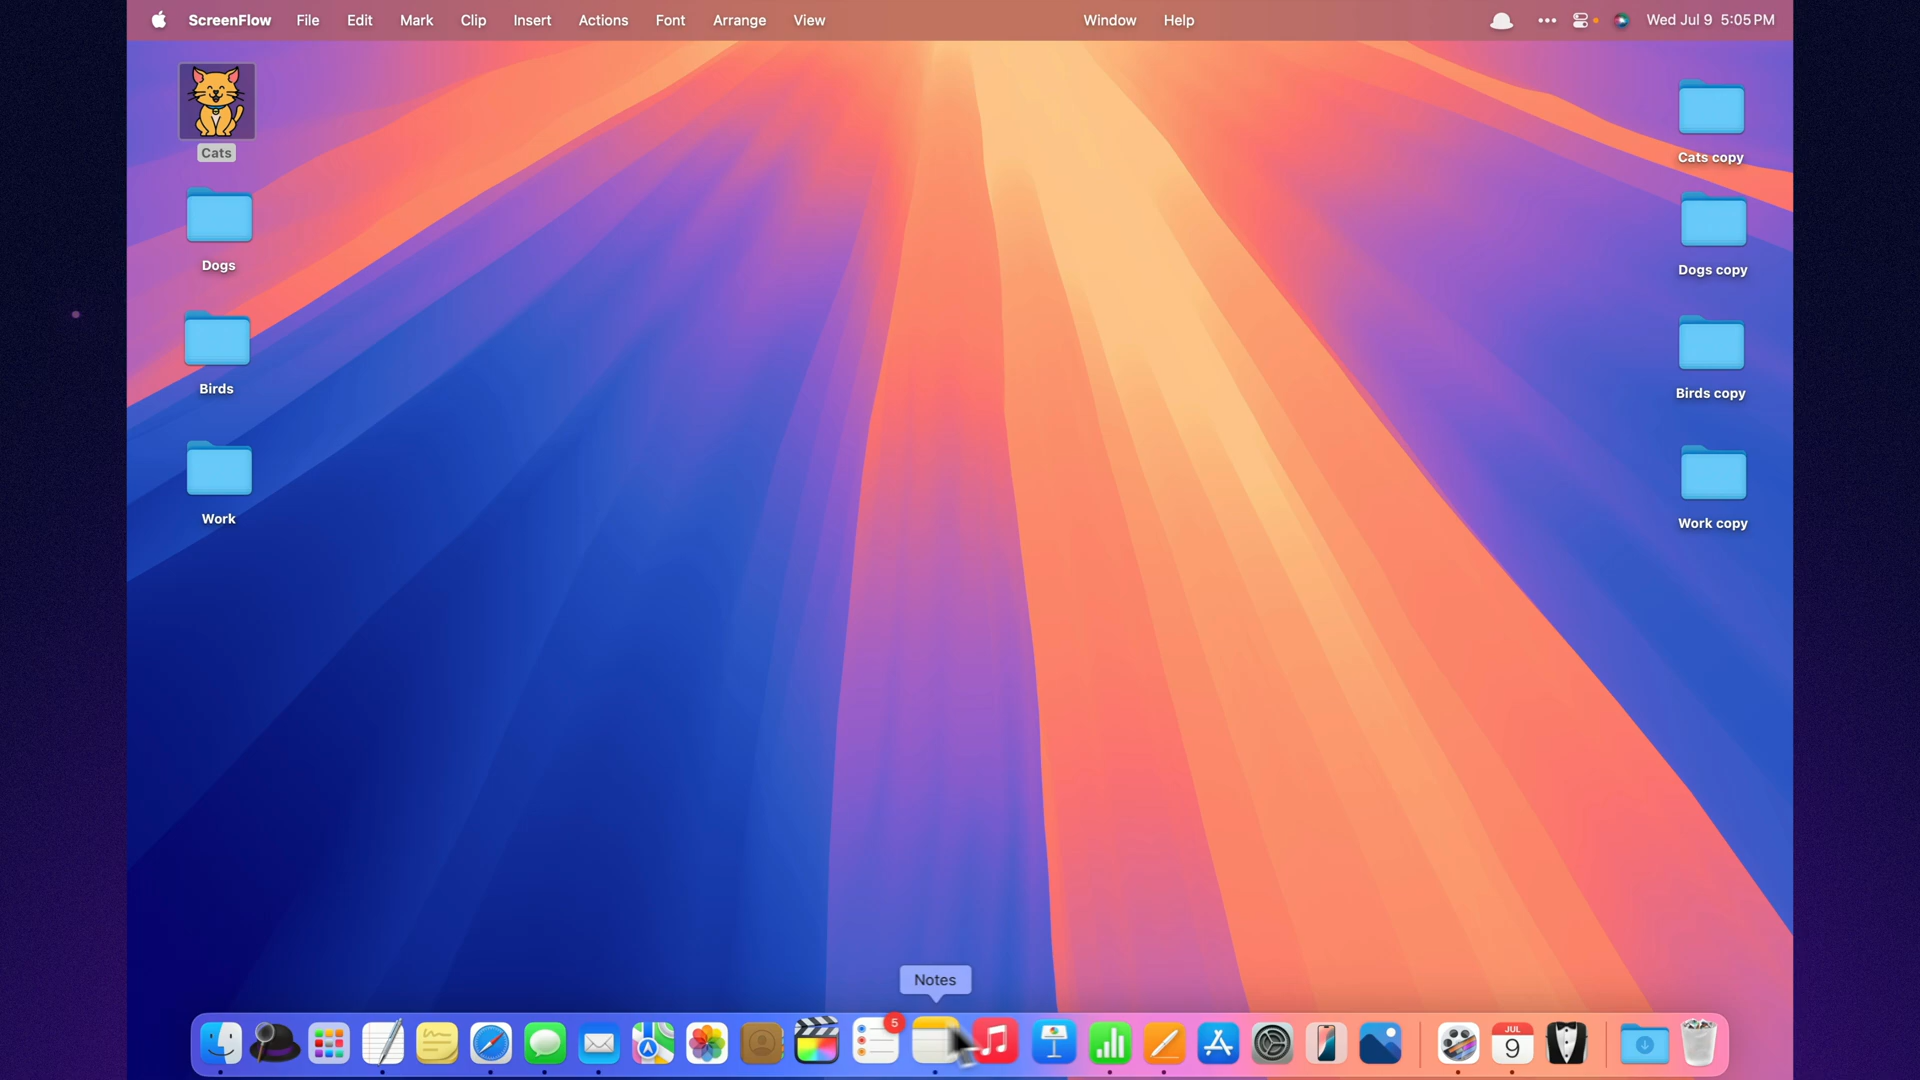 ScreenFlow File Edit Mark Clip Insert Actions Font Arrange View Window Help Wed Jul 9 5:05 PM
Cats
Cats copy
Dogs
Dogs copy
Birds
Birds copy
Work
Work copy
Notes
5
JUL
9